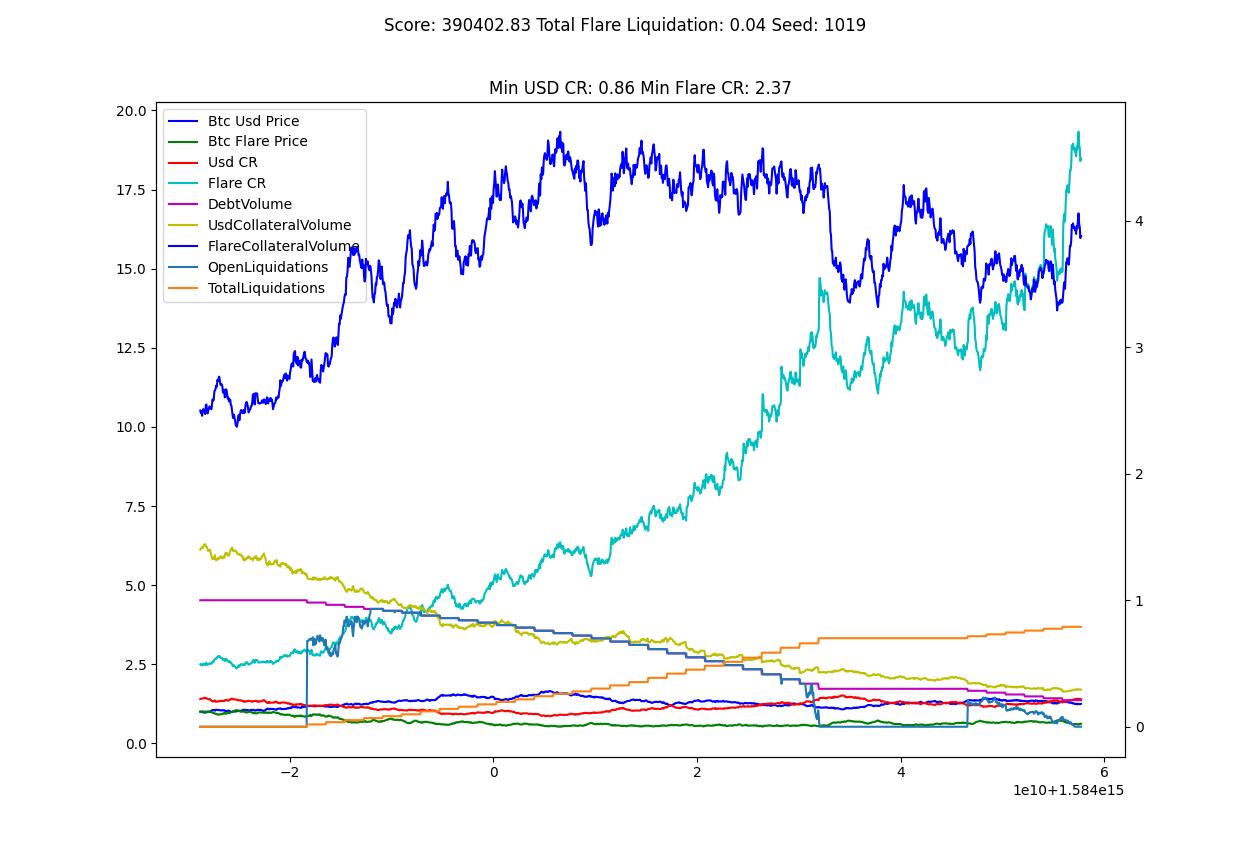 Score: 390402.83 Total Flare Liquidation: 0.04 Seed: 1019
Min USD CR: 0.86 Min Flare CR: 2.37
20.0
17.5
15.0
12.5
10.0
7.5
5.0
2.5
0.0
Btc Usd Price
Btc Flare Price
Usd CR
Flare CR
DebtVolume
UsdCollateralVolume
FlareCollateralVolume
OpenLiquidations
TotalLiquidations
4
3
2
1
0
−2 0 2 4 6
1e10+1.584e15